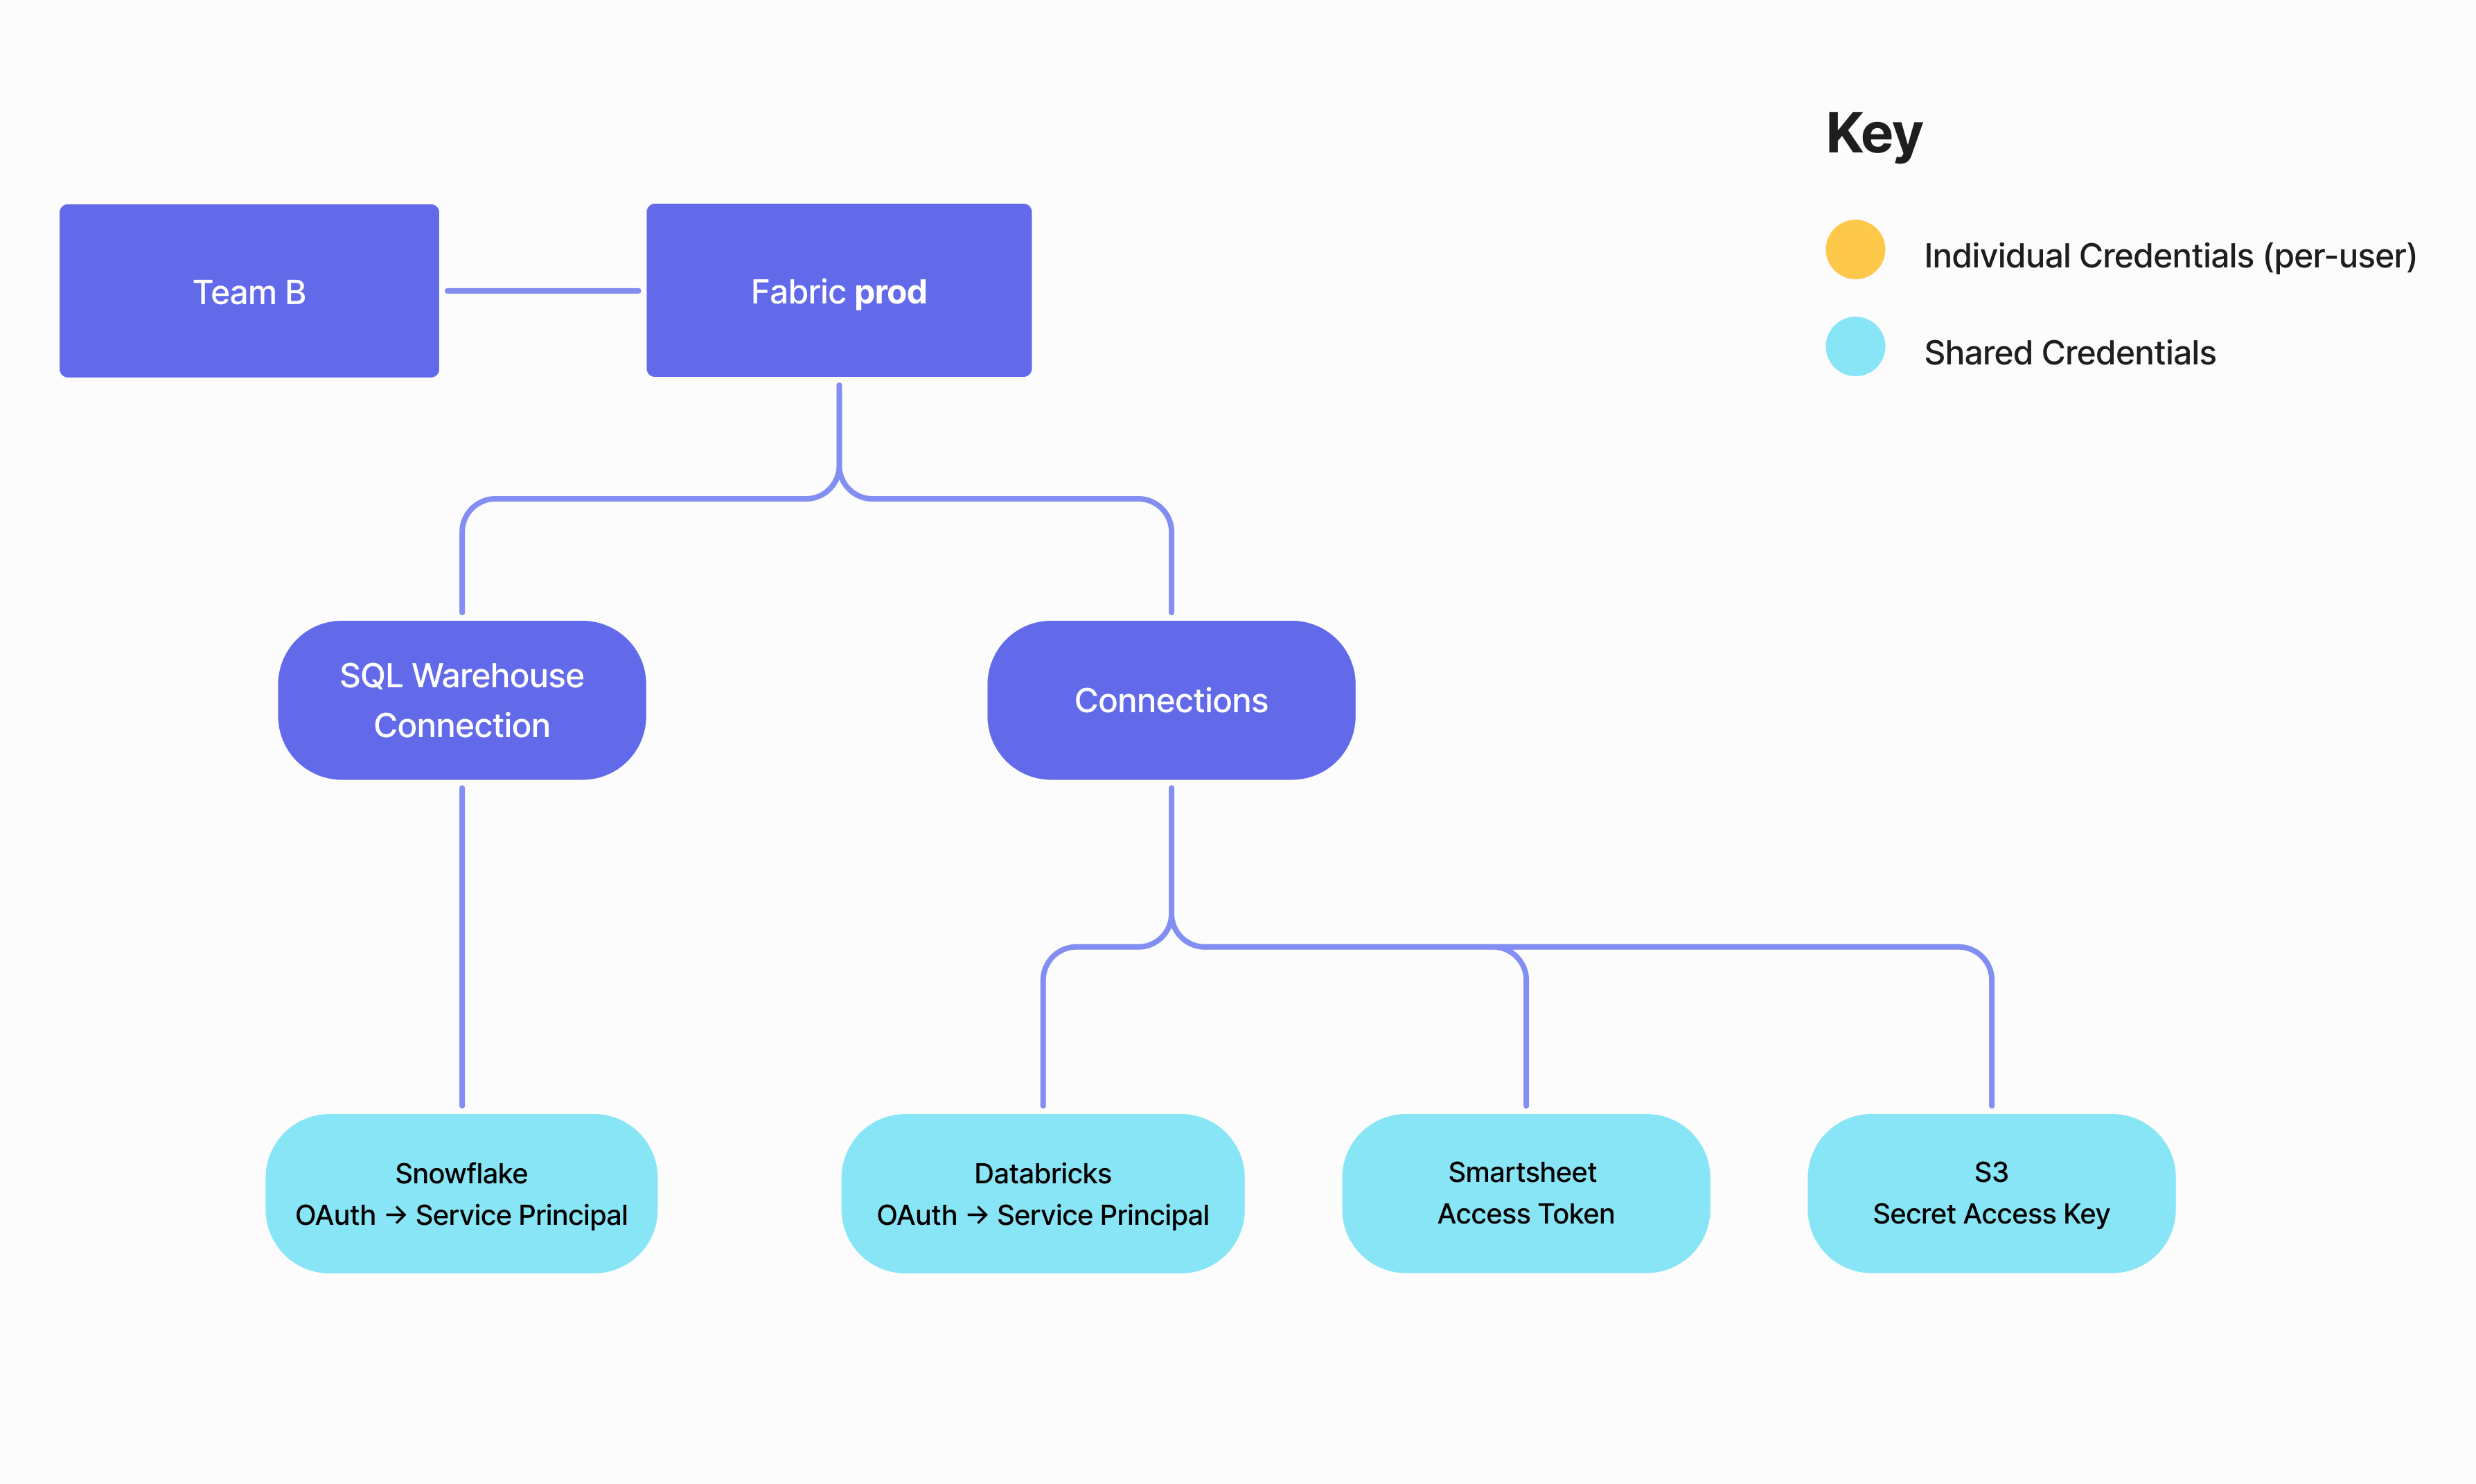 Key
Individual Credentials (per-user)
Shared Credentials
Team B
Fabric prod
SQL Warehouse
Connection
Connections
Snowflake
OAuth → Service Principal
Databricks
OAuth → Service Principal
Smartsheet
Access Token
S3
Secret Access Key